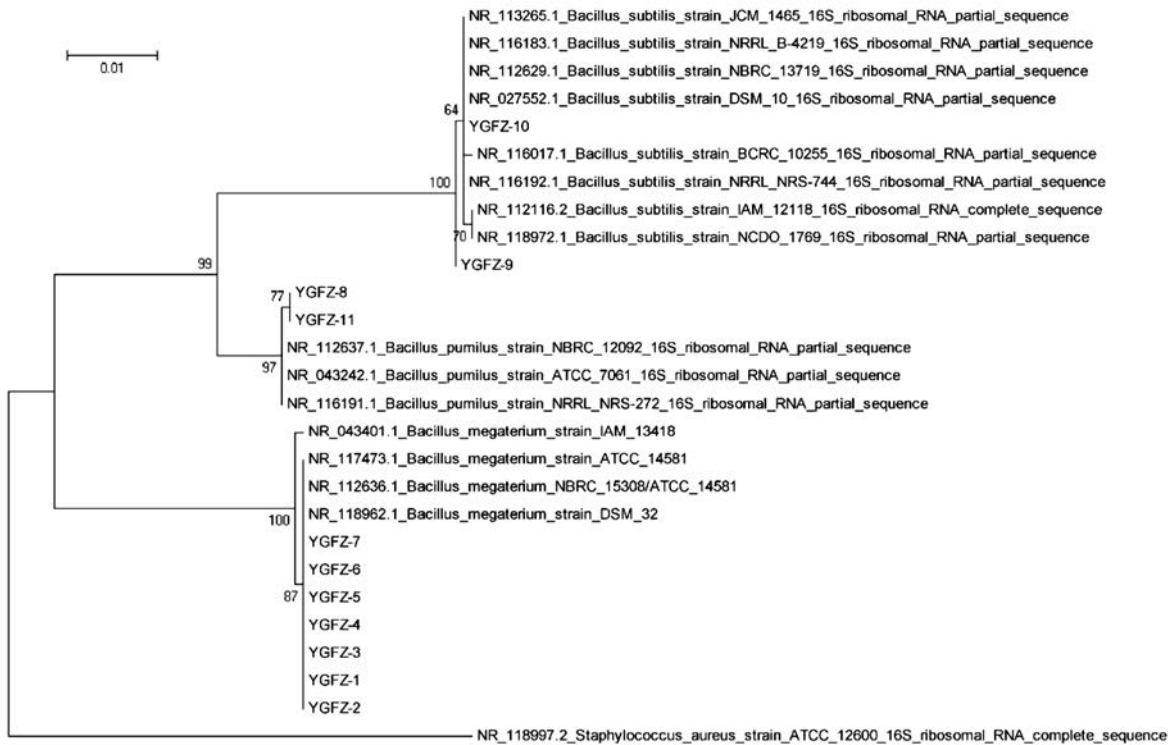 NR_113265.1_Bacillus_subtilis_strain_JCM_1465_16S_ribosomal_RNA_partial_sequence
NR_116183.1_Bacillus_subtilis_strain_NRRL_B-4219_16S_ribosomal_RNA_partial_sequence
0.01
NR_112629.1_Bacillus_subtilis_strain_NBRC_13719_16S_ribosomal_RNA_partial_sequence
NR_027552.1_Bacillus_subtilis_strain_DSM_10_16S_ribosomal_RNA_partial_sequence
64
YGFZ-10
NR_116017.1_Bacillus_subtilis_strain_BCRC_10255_16S_ribosomal_RNA_partial_sequence
100
NR_116192.1_Bacillus_subtilis_strain_NRRL_NRS-744_16S_ribosomal_RNA_partial_sequence
NR_112116.2_Bacillus_subtilis_strain_IAM_12118_16S_ribosomal_RNA_complete_sequence
70
NR_118972.1_Bacillus_subtilis_strain_NCDO_1769_16S_ribosomal_RNA_partial_sequence
99
YGFZ-9
77
YGFZ-8
YGFZ-11
NR_112637.1_Bacillus_pumilus_strain_NBRC_12092_16S_ribosomal_RNA_partial_sequence
97
NR_043242.1_Bacillus_pumilus_strain_ATCC_7061_16S_ribosomal_RNA_partial_sequence
NR_116191.1_Bacillus_pumilus_strain_NRRL_NRS-272_16S_ribosomal_RNA_partial_sequence
NR_043401.1_Bacillus_megaterium_strain_IAM_13418
NR_117473.1_Bacillus_megaterium_strain_ATCC_14581
NR_112636.1_Bacillus_megaterium_NBRC_15308/ATCC_14581
NR_118962.1_Bacillus_megaterium_strain_DSM_32
100
YGFZ-7
YGFZ-6
87
YGFZ-5
YGFZ-4
YGFZ-3
YGFZ-1
YGFZ-2
NR_118997.2_Staphylococcus_aureus_strain_ATCC_12600_16S_ribosomal_RNA_complete_sequence